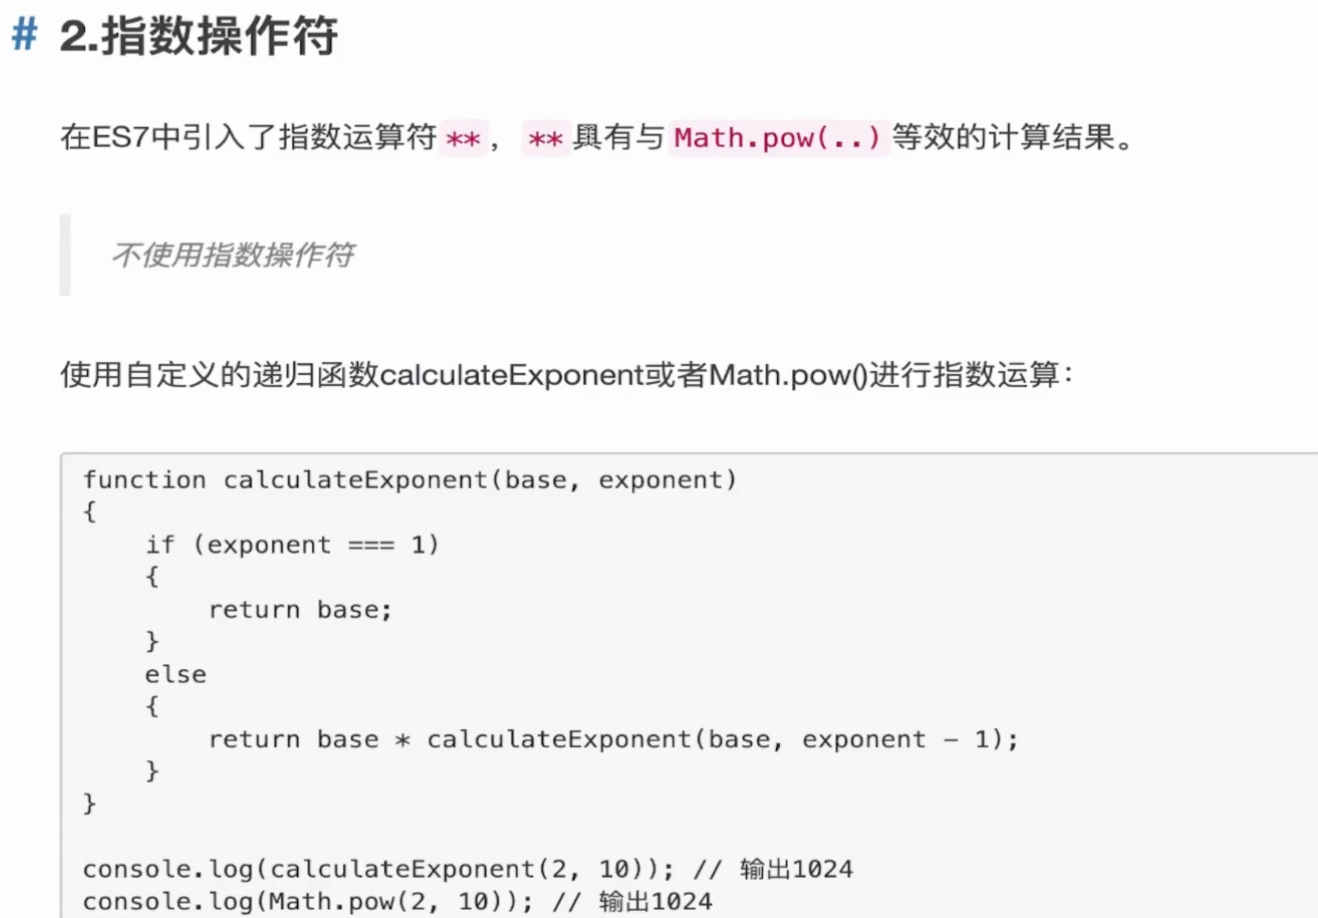 # 2.指数操作符
在ES7中引入了指数运算符**，**具有与Math.pow(..)等效的计算结果。
不使用指数操作符
使用自定义的递归函数calculateExponent或者Math.pow()进行指数运算：
function calculateExponent(base, exponent)
{
    if (exponent === 1)
    {
        return base;
    }
    else
    {
        return base * calculateExponent(base, exponent – 1);
    }
}
console.log(calculateExponent(2, 10)); // 输出1024
console.log(Math.pow(2, 10)); // 输出1024